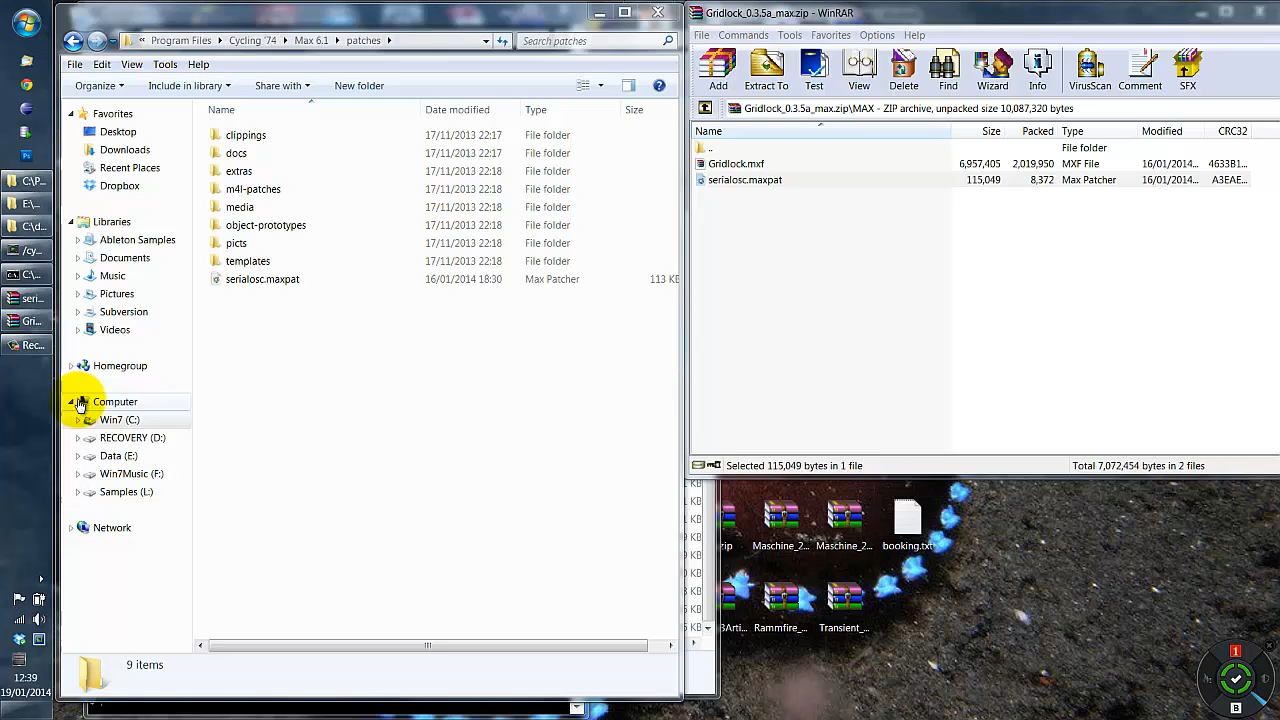 Program Files ▸ Cycling '74 ▸ Max 6.1 ▸ patches ▸
Search patches
File Edit View Tools Help
Organize Include in library Share with New folder
Name Date modified Type Size
Favorites
Desktop
Downloads
Recent Places
Dropbox
Libraries
Ableton Samples
Documents
Music
Pictures
Subversion
Videos
Homegroup
Computer
Win7 (C:)
RECOVERY (D:)
Data (E:)
Win7Music (F:)
Samples (L:)
Network
clippings 17/11/2013 22:17 File folder
docs 17/11/2013 22:17 File folder
extras 17/11/2013 22:18 File folder
m4l-patches 17/11/2013 22:18 File folder
media 17/11/2013 22:18 File folder
object-prototypes 17/11/2013 22:18 File folder
picts 17/11/2013 22:18 File folder
templates 17/11/2013 22:18 File folder
serialosc.maxpat 16/01/2014 18:30 Max Patcher 113 KB
9 items
Gridlock_0.3.5a_max.zip - WinRAR
File Commands Tools Favorites Options Help
Add Extract To Test View Delete Find Wizard Info VirusScan Comment SFX
Gridlock_0.3.5a_max.zip\MAX - ZIP archive, unpacked size 10,087,320 bytes
Name Size Packed Type Modified CRC32
.. File folder
Gridlock.mxf 6,957,405 2,019,950 MXF File 16/01/2014... 4633B1...
serialosc.maxpat 115,049 8,372 Max Patcher 16/01/2014... A3EAE...
Selected 115,049 bytes in 1 file
Total 7,072,454 bytes in 2 files
zip Maschine_2... Maschine_2... booking.txt
Rammfire_... Transient_...
C:\P...
E:\...
C:\d...
/cy...
C:\...
seri...
Gri...
Rec...
12:39
19/01/2014
1
B